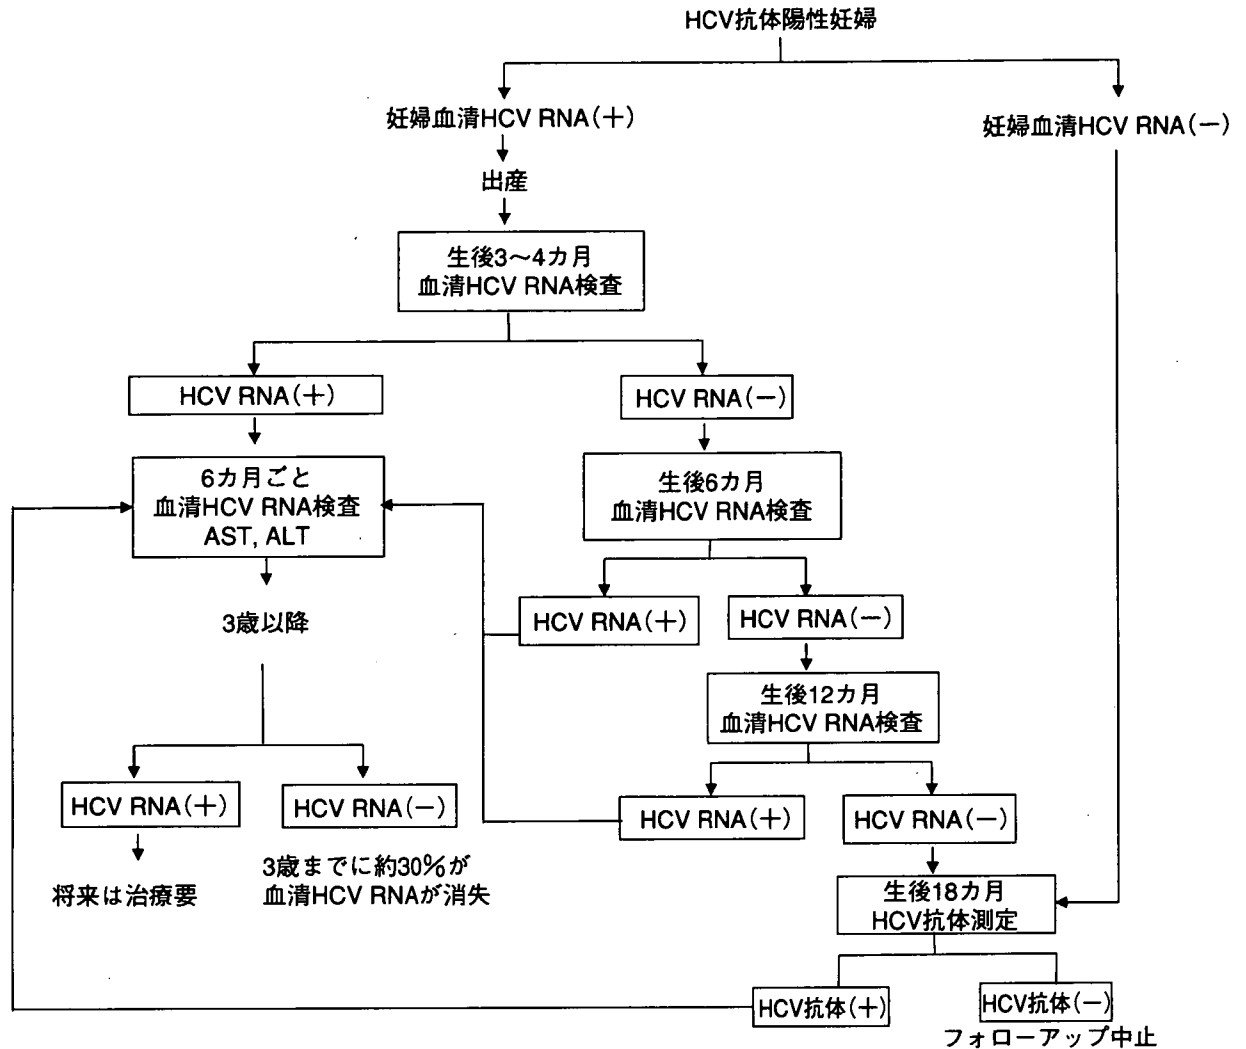 HCV抗体陽性妊婦
妊婦血清HCV RNA(＋)
妊婦血清HCV RNA(－)
出産
生後3～4カ月
血清HCV RNA検査
HCV RNA(＋)
HCV RNA(－)
6カ月ごと
血清HCV RNA検査
AST, ALT
生後6カ月
血清HCV RNA検査
3歳以降
HCV RNA(＋)
HCV RNA(－)
生後12カ月
血清HCV RNA検査
HCV RNA(＋)
HCV RNA(－)
HCV RNA(＋)
HCV RNA(－)
将来は治療要
3歳までに約30％が
血清HCV RNAが消失
生後18カ月
HCV抗体測定
HCV抗体(＋)
HCV抗体(－)
フォローアップ中止